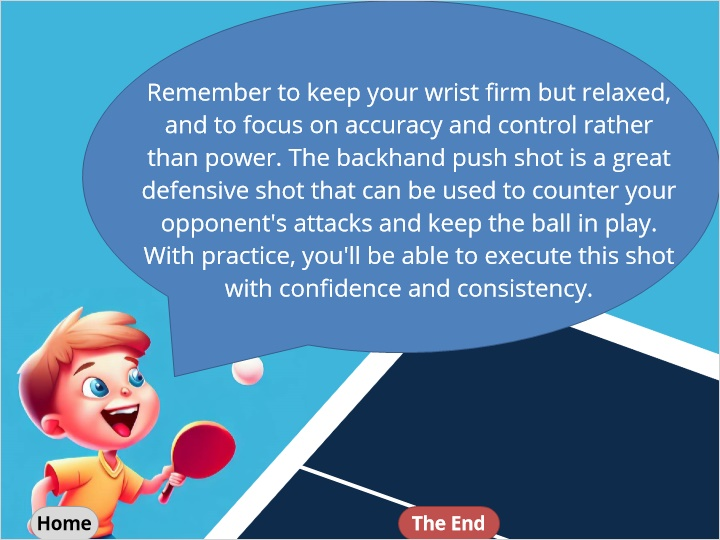 Remember to keep your wrist firm but relaxed,
and to focus on accuracy and control rather
than power. The backhand push shot is a great
defensive shot that can be used to counter your
opponent's attacks and keep the ball in play.
With practice, you'll be able to execute this shot
with confidence and consistency.
Home
The End